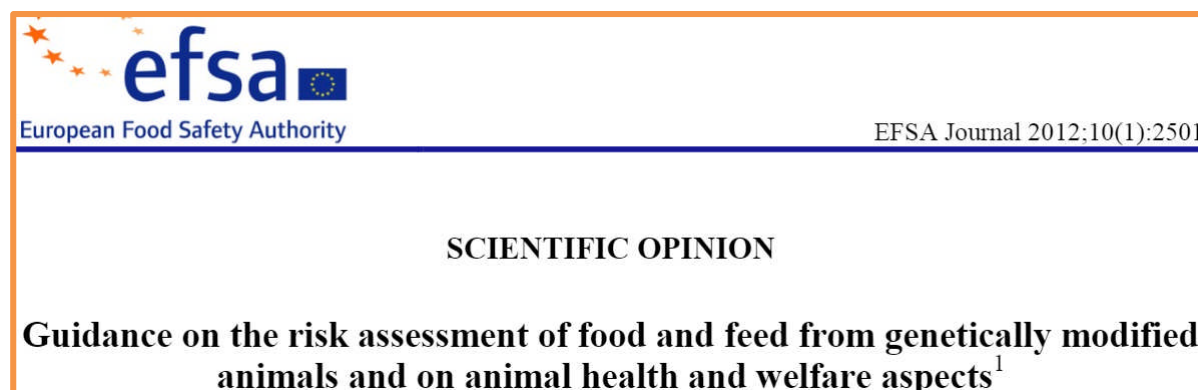 efsa
European Food Safety Authority
EFSA Journal 2012;10(1):2501
SCIENTIFIC OPINION
Guidance on the risk assessment of food and feed from genetically modified
animals and on animal health and welfare aspects¹